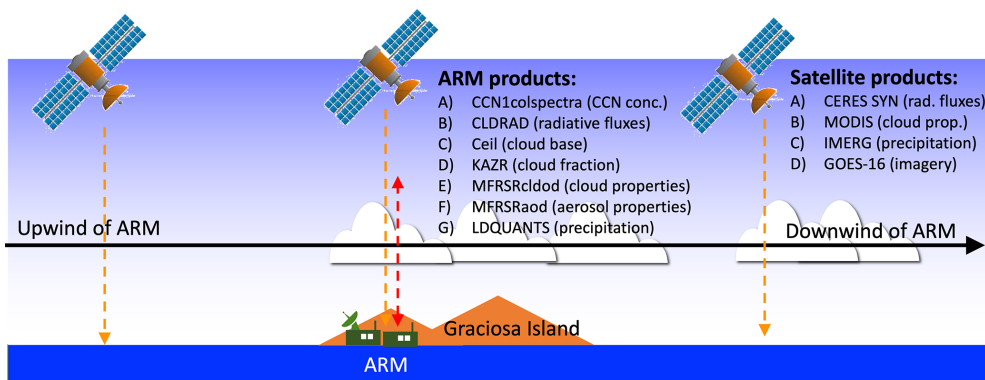 ARM products:
A) CCN1colspectra (CCN conc.)
B) CLDRAD (radiative fluxes)
C) Ceil (cloud base)
D) KAZR (cloud fraction)
E) MFRSRcldod (cloud properties)
F) MFRSRaod (aerosol properties)
G) LDQUANTS (precipitation)
Satellite products:
A) CERES SYN (rad. fluxes)
B) MODIS (cloud prop.)
C) IMERG (precipitation)
D) GOES-16 (imagery)
Upwind of ARM
Downwind of ARM
Graciosa Island
ARM